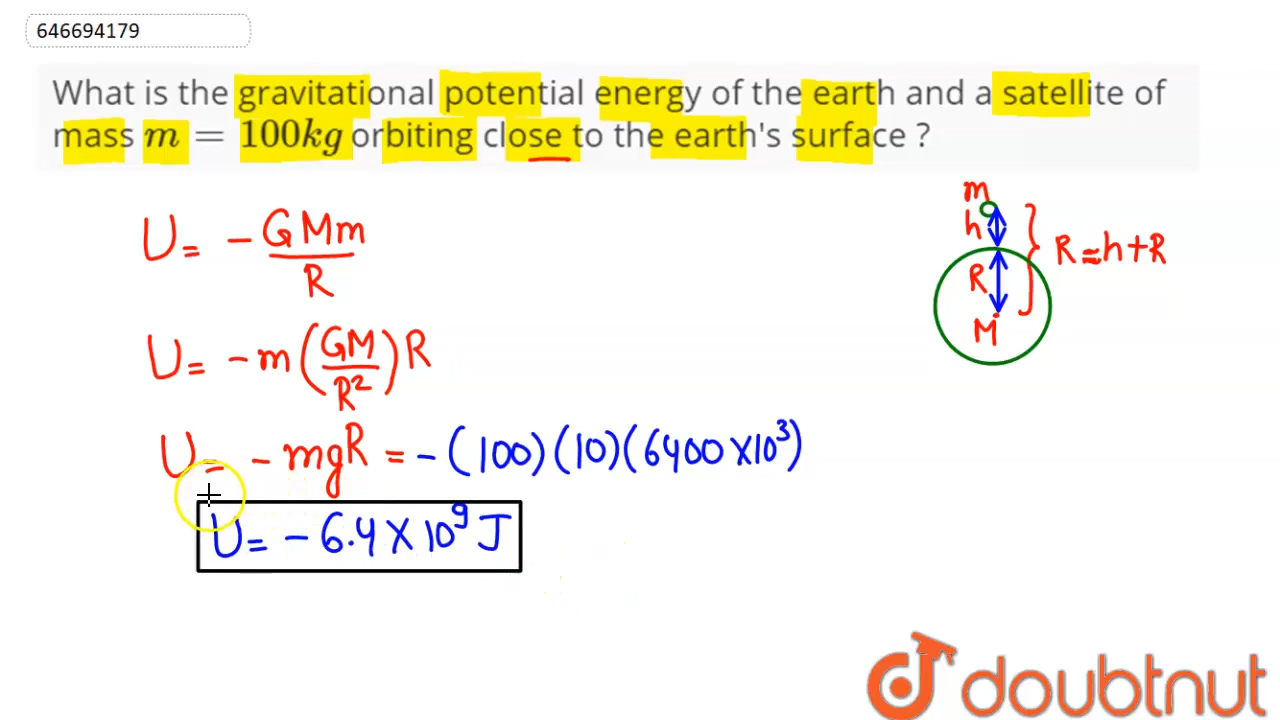 646694179
What is the gravitational potential energy of the earth and a satellite of
mass m = 100kg orbiting close to the earth's surface ?
U = - GMm/R
U = - m (GM/R²) R
U = - mgR = - (100) (10) (6400 × 10³)
U = - 6.4 × 10⁹ J
m
h
R
M
R = h + R
doubtnut